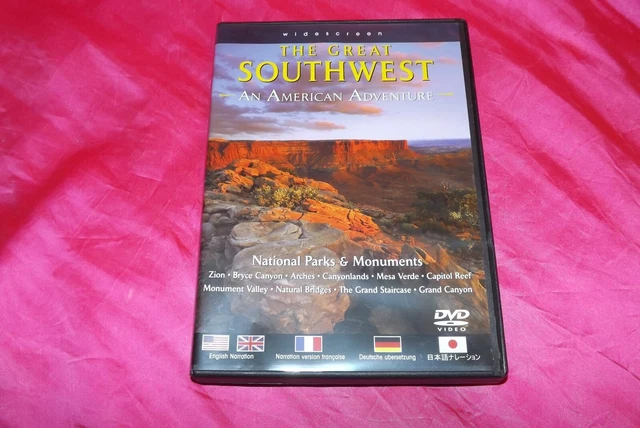 widescreen
THE GREAT
SOUTHWEST
AN AMERICAN ADVENTURE
National Parks & Monuments
Zion • Bryce Canyon • Arches • Canyonlands • Mesa Verde • Capitol Reef
Monument Valley • Natural Bridges • The Grand Staircase • Grand Canyon
DVD
VIDEO
English Narration
Narration version française
Deutsche übersetzung
日本語ナレーション